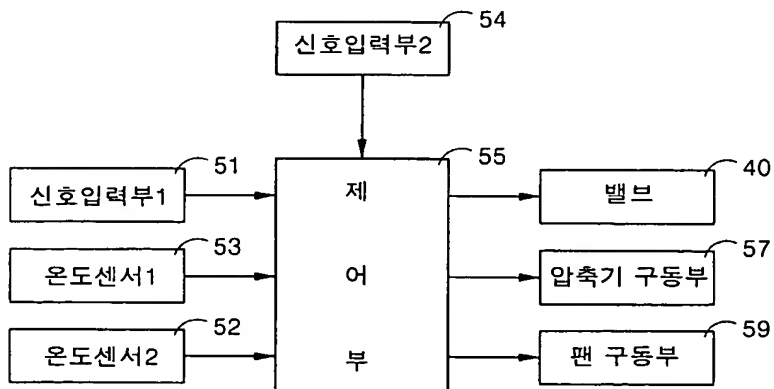 신호입력부2
54
신호입력부1
51
온도센서1
53
온도센서2
52
제
어
부
55
밸브
40
압축기 구동부
57
팬 구동부
59